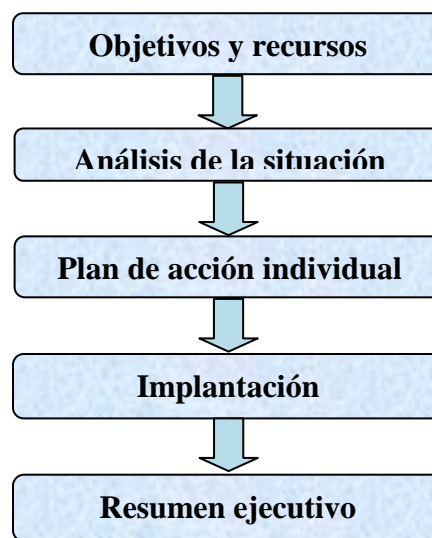 Objetivos y recursos
Análisis de la situación
Plan de acción individual
Implantación
Resumen ejecutivo